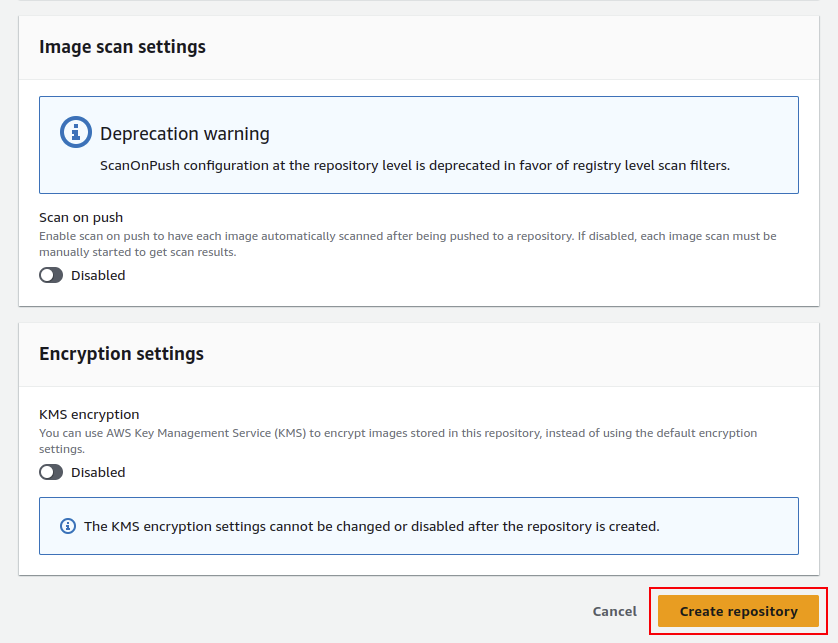 Image scan settings
Deprecation warning
ScanOnPush configuration at the repository level is deprecated in favor of registry level scan filters.
Scan on push
Enable scan on push to have each image automatically scanned after being pushed to a repository. If disabled, each image scan must be
manually started to get scan results.
Disabled
Encryption settings
KMS encryption
You can use AWS Key Management Service (KMS) to encrypt images stored in this repository, instead of using the default encryption
settings.
Disabled
The KMS encryption settings cannot be changed or disabled after the repository is created.
Cancel Create repository